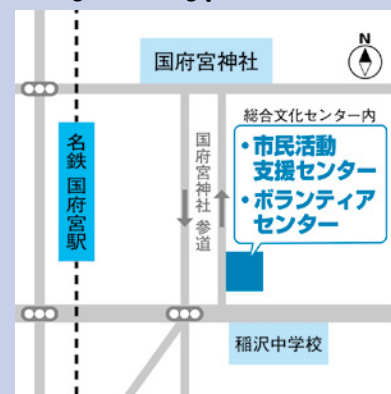 国府宮神社
N
総合文化センター内
・市民活動
支援センター
・ボランティア
センター
名鉄 国府宮駅
国府宮神社 参道
稲沢中学校